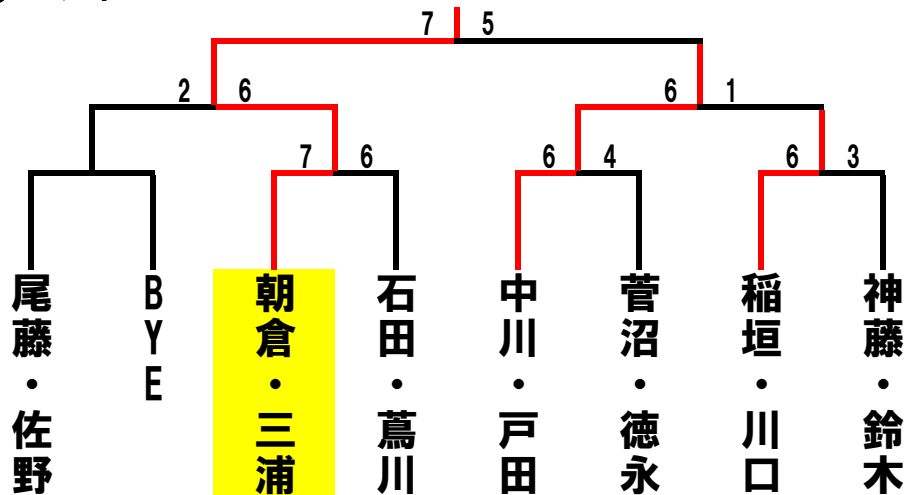 7 5
2 6
6 1
7 6
6 4
6 3
尾藤・佐野
BYE
朝倉・三浦
石田・蔦川
中川・戸田
菅沼・徳永
稲垣・川口
神藤・鈴木